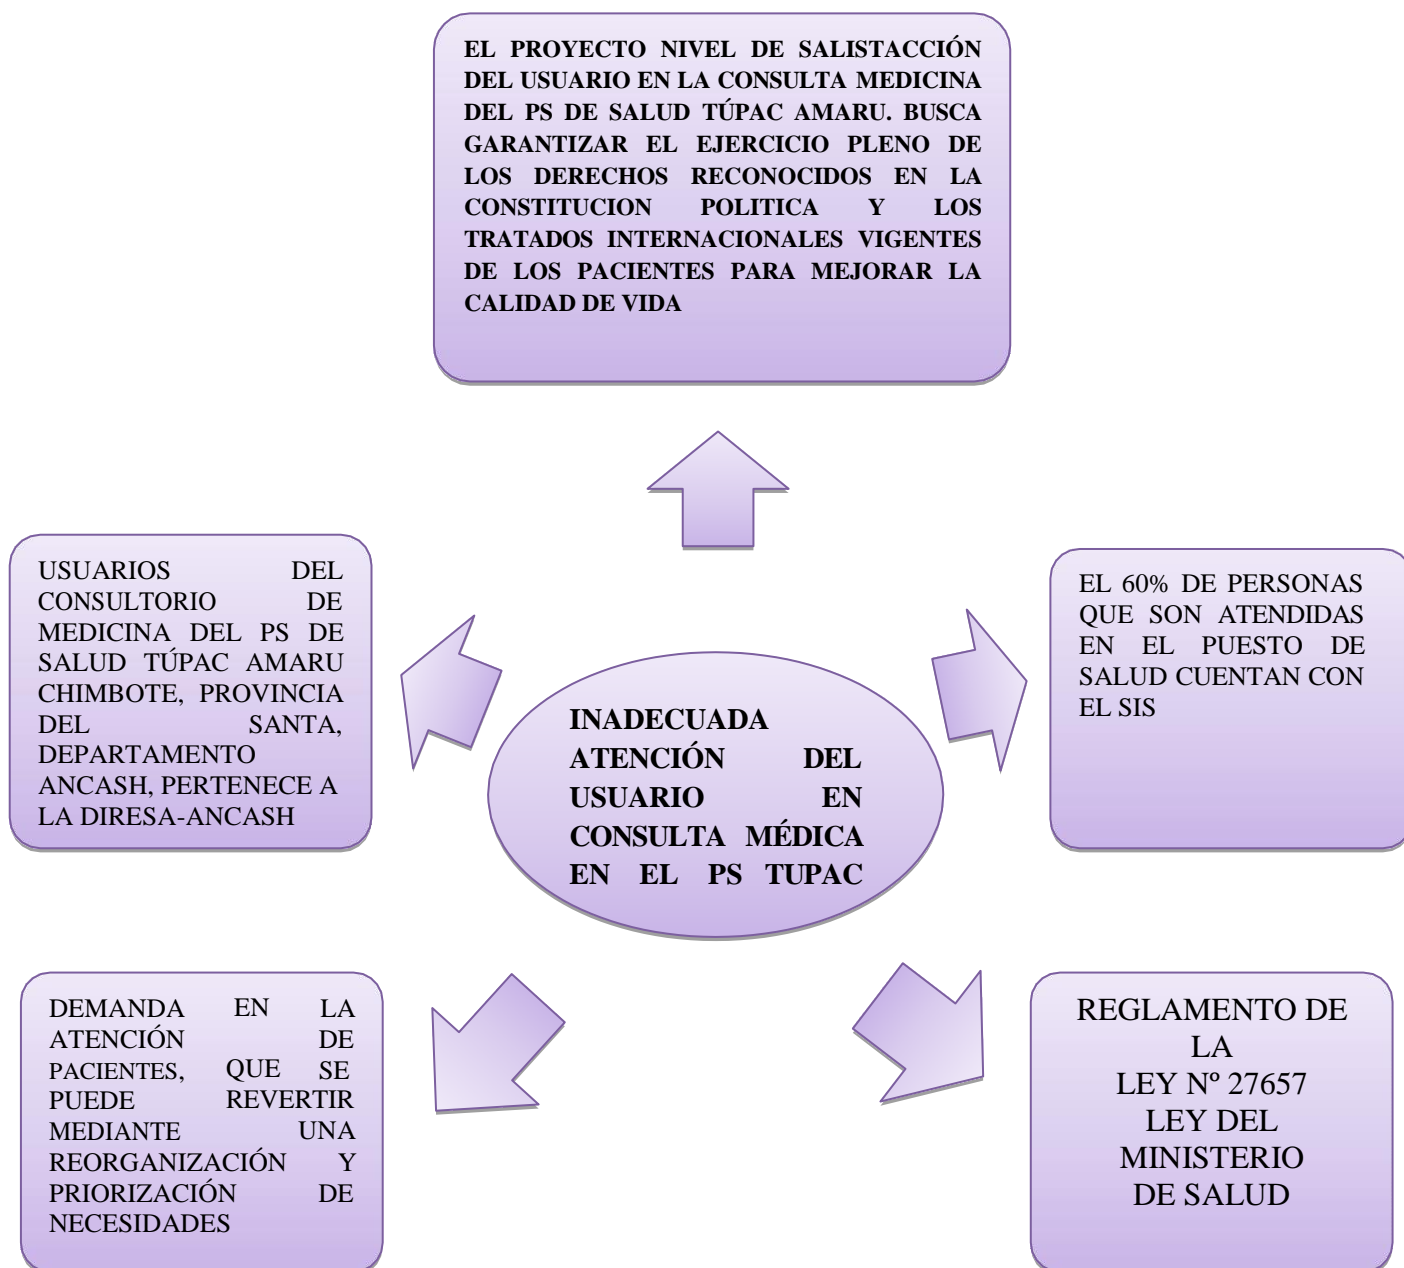 EL PROYECTO NIVEL DE SALISTACCIÓN
DEL USUARIO EN LA CONSULTA MEDICINA
DEL PS DE SALUD TÚPAC AMARU. BUSCA
GARANTIZAR EL EJERCICIO PLENO DE
LOS DERECHOS RECONOCIDOS EN LA
CONSTITUCION POLITICA Y LOS
TRATADOS INTERNACIONALES VIGENTES
DE LOS PACIENTES PARA MEJORAR LA
CALIDAD DE VIDA
USUARIOS DEL
CONSULTORIO DE
MEDICINA DEL PS DE
SALUD TÚPAC AMARU
CHIMBOTE, PROVINCIA
DEL SANTA,
DEPARTAMENTO
ANCASH, PERTENECE A
LA DIRESA-ANCASH
EL 60% DE PERSONAS
QUE SON ATENDIDAS
EN EL PUESTO DE
SALUD CUENTAN CON
EL SIS
INADECUADA
ATENCIÓN DEL
USUARIO EN
CONSULTA MÉDICA
EN EL PS TUPAC
DEMANDA EN LA
ATENCIÓN DE
PACIENTES, QUE SE
PUEDE REVERTIR
MEDIANTE UNA
REORGANIZACIÓN Y
PRIORIZACIÓN DE
NECESIDADES
REGLAMENTO DE
LA
LEY Nº 27657
LEY DEL
MINISTERIO
DE SALUD